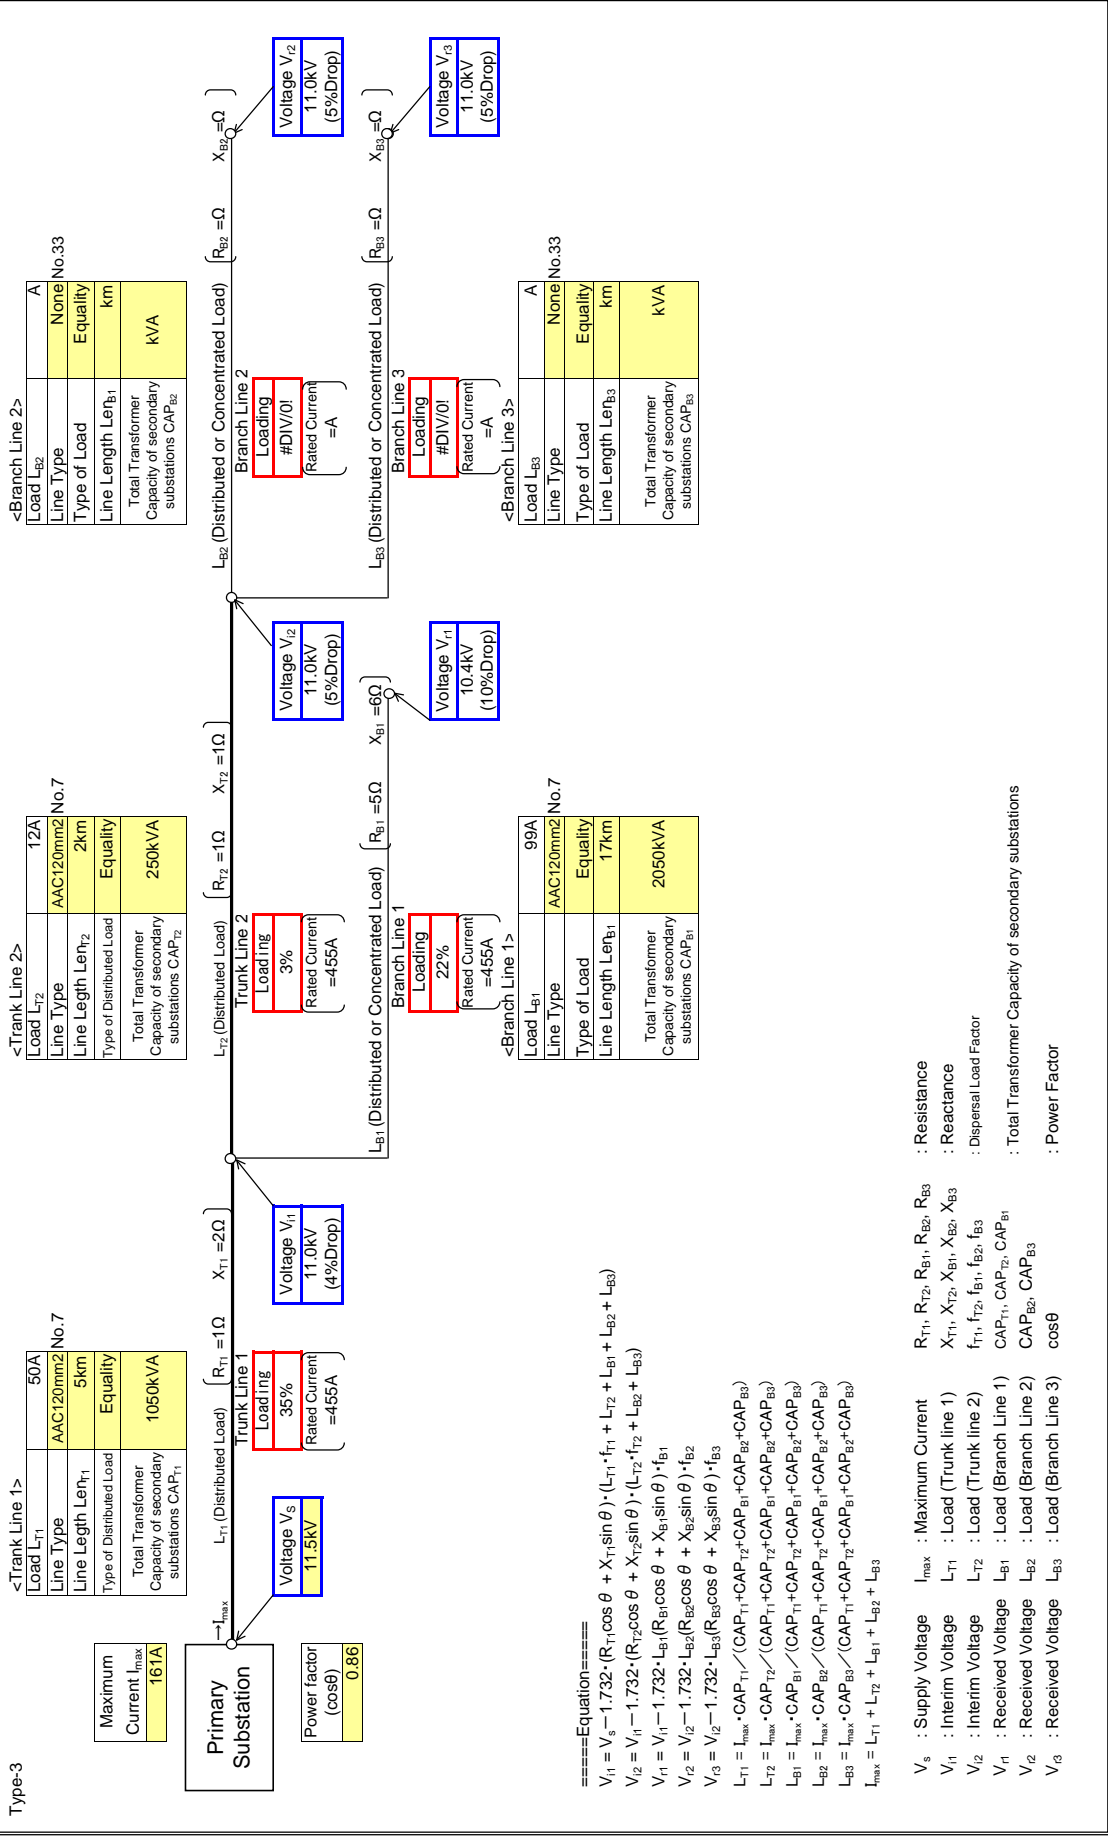 Type-3
Maximum
Current Imax
161A
Primary
Substation
Power factor
(cosθ)
0.86
→Imax
Voltage VS
11.5kV
<Trank Line 1>
Load LT1 50A
Line Type AAC120mm2 No.7
Line Legth LenT1 5km
Type of Distributed Load Equality
Total Transformer
Capacity of secondary
substations CAPT1
1050kVA
LT1 (Distributed Load)
RT1 =1Ω XT1 =2Ω
Trunk Line 1
Loading
35%
Rated Current
=455A
Voltage Vi1
11.0kV
(4%Drop)
<Trank Line 2>
Load LT2 12A
Line Type AAC120mm2 No.7
Line Legth LenT2 2km
Type of Distributed Load Equality
Total Transformer
Capacity of secondary
substations CAPT2
250kVA
LT2 (Distributed Load)
RT2 =1Ω XT2 =1Ω
Trunk Line 2
Loading
3%
Rated Current
=455A
Voltage Vi2
11.0kV
(5%Drop)
LB1 (Distributed or Concentrated Load)
RB1 =5Ω XB1 =6Ω
Branch Line 1
Loading
22%
Rated Current
=455A
Voltage Vr1
10.4kV
(10%Drop)
<Branch Line 1>
Load LB1 99A
Line Type AAC120mm2 No.7
Type of Load Equality
Line Length LenB1 17km
Total Transformer
Capacity of secondary
substations CAPB1
2050kVA
<Branch Line 2>
Load LB2 A
Line Type None No.33
Type of Load Equality
Line Length LenB1 km
Total Transformer
Capacity of secondary
substations CAPB2
kVA
LB2 (Distributed or Concentrated Load)
RB2 =Ω XB2 =Ω
Branch Line 2
Loading
#DIV/0!
Rated Current
=A
Voltage Vr2
11.0kV
(5%Drop)
LB3 (Distributed or Concentrated Load)
RB3 =Ω XB3 =Ω
Branch Line 3
Loading
#DIV/0!
Rated Current
=A
Voltage Vr3
11.0kV
(5%Drop)
<Branch Line 3>
Load LB3 A
Line Type None No.33
Type of Load Equality
Line Length LenB3 km
Total Transformer
Capacity of secondary
substations CAPB3
kVA
=====Equation=====
Vi1 = Vs－1.732・(RT1cos θ + XT1sin θ)・(LT1・fT1 + LT2 + LB1 + LB2 + LB3)
Vi2 = Vi1－1.732・(RT2cos θ + XT2sin θ)・(LT2・fT2 + LB2 + LB3)
Vr1 = Vi1－1.732・LB1(RB1cos θ + XB1sin θ)・fB1
Vr2 = Vi2－1.732・LB2(RB2cos θ + XB2sin θ)・fB2
Vr3 = Vi2－1.732・LB3(RB3cos θ + XB3sin θ)・fB3
LT1 = Imax・CAPT1／(CAPT1+CAPT2+CAPB1+CAPB2+CAPB3)
LT2 = Imax・CAPT2／(CAPT1+CAPT2+CAPB1+CAPB2+CAPB3)
LB1 = Imax・CAPB1／(CAPT1+CAPT2+CAPB1+CAPB2+CAPB3)
LB2 = Imax・CAPB2／(CAPT1+CAPT2+CAPB1+CAPB2+CAPB3)
LB3 = Imax・CAPB3／(CAPT1+CAPT2+CAPB1+CAPB2+CAPB3)
Imax = LT1 + LT2 + LB1 + LB2 + LB3
Vs : Supply Voltage Imax : Maximum Current RT1, RT2, RB1, RB2, RB3 : Resistance
Vi1 : Interim Voltage LT1 : Load (Trunk line 1) XT1, XT2, XB1, XB2, XB3 : Reactance
Vi2 : Interim Voltage LT2 : Load (Trunk line 2) fT1, fT2, fB1, fB2, fB3 : Dispersal Load Factor
Vr1 : Received Voltage LB1 : Load (Branch Line 1) CAPT1, CAPT2, CAPB1 : Total Transformer Capacity of secondary substations
Vr2 : Received Voltage LB2 : Load (Branch Line 2) CAPB2, CAPB3
Vr3 : Received Voltage LB3 : Load (Branch Line 3) cosθ : Power Factor